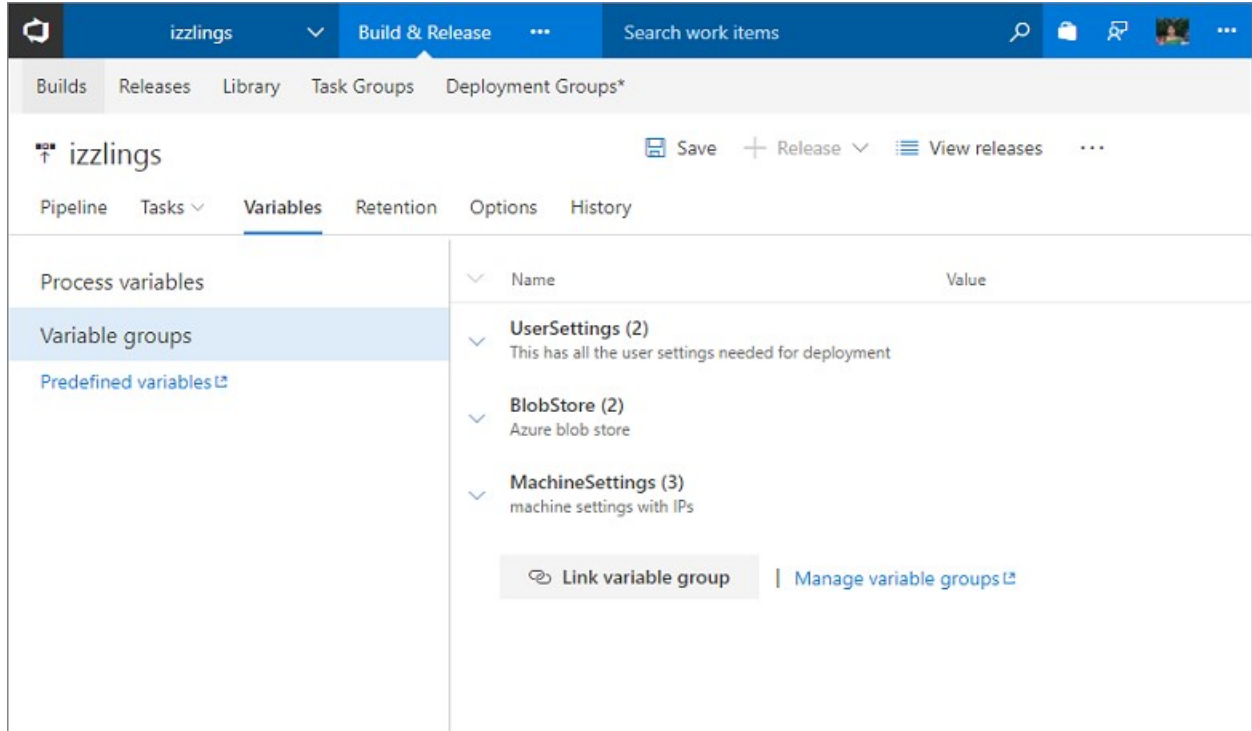 izzlings Build & Release ••• Search work items •••
Builds Releases Library Task Groups Deployment Groups*
izzlings Save + Release View releases ···
Pipeline Tasks Variables Retention Options History
Process variables Name Value
Variable groups UserSettings (2)
This has all the user settings needed for deployment
Predefined variables
BlobStore (2)
Azure blob store
MachineSettings (3)
machine settings with IPs
Link variable group | Manage variable groups